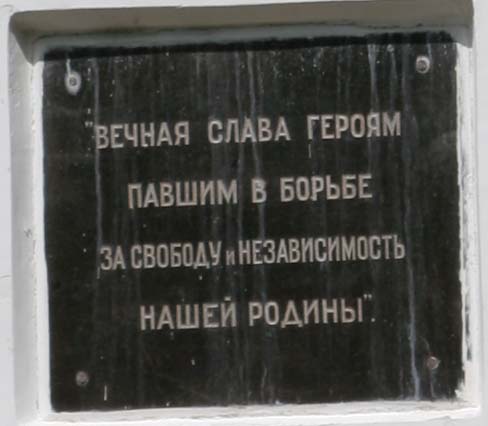 "ВЕЧНАЯ СЛАВА ГЕРОЯМ
ПАВШИМ В БОРЬБЕ
ЗА СВОБОДУ и НЕЗАВИСИМОСТЬ
НАШЕЙ РОДИНЫ".